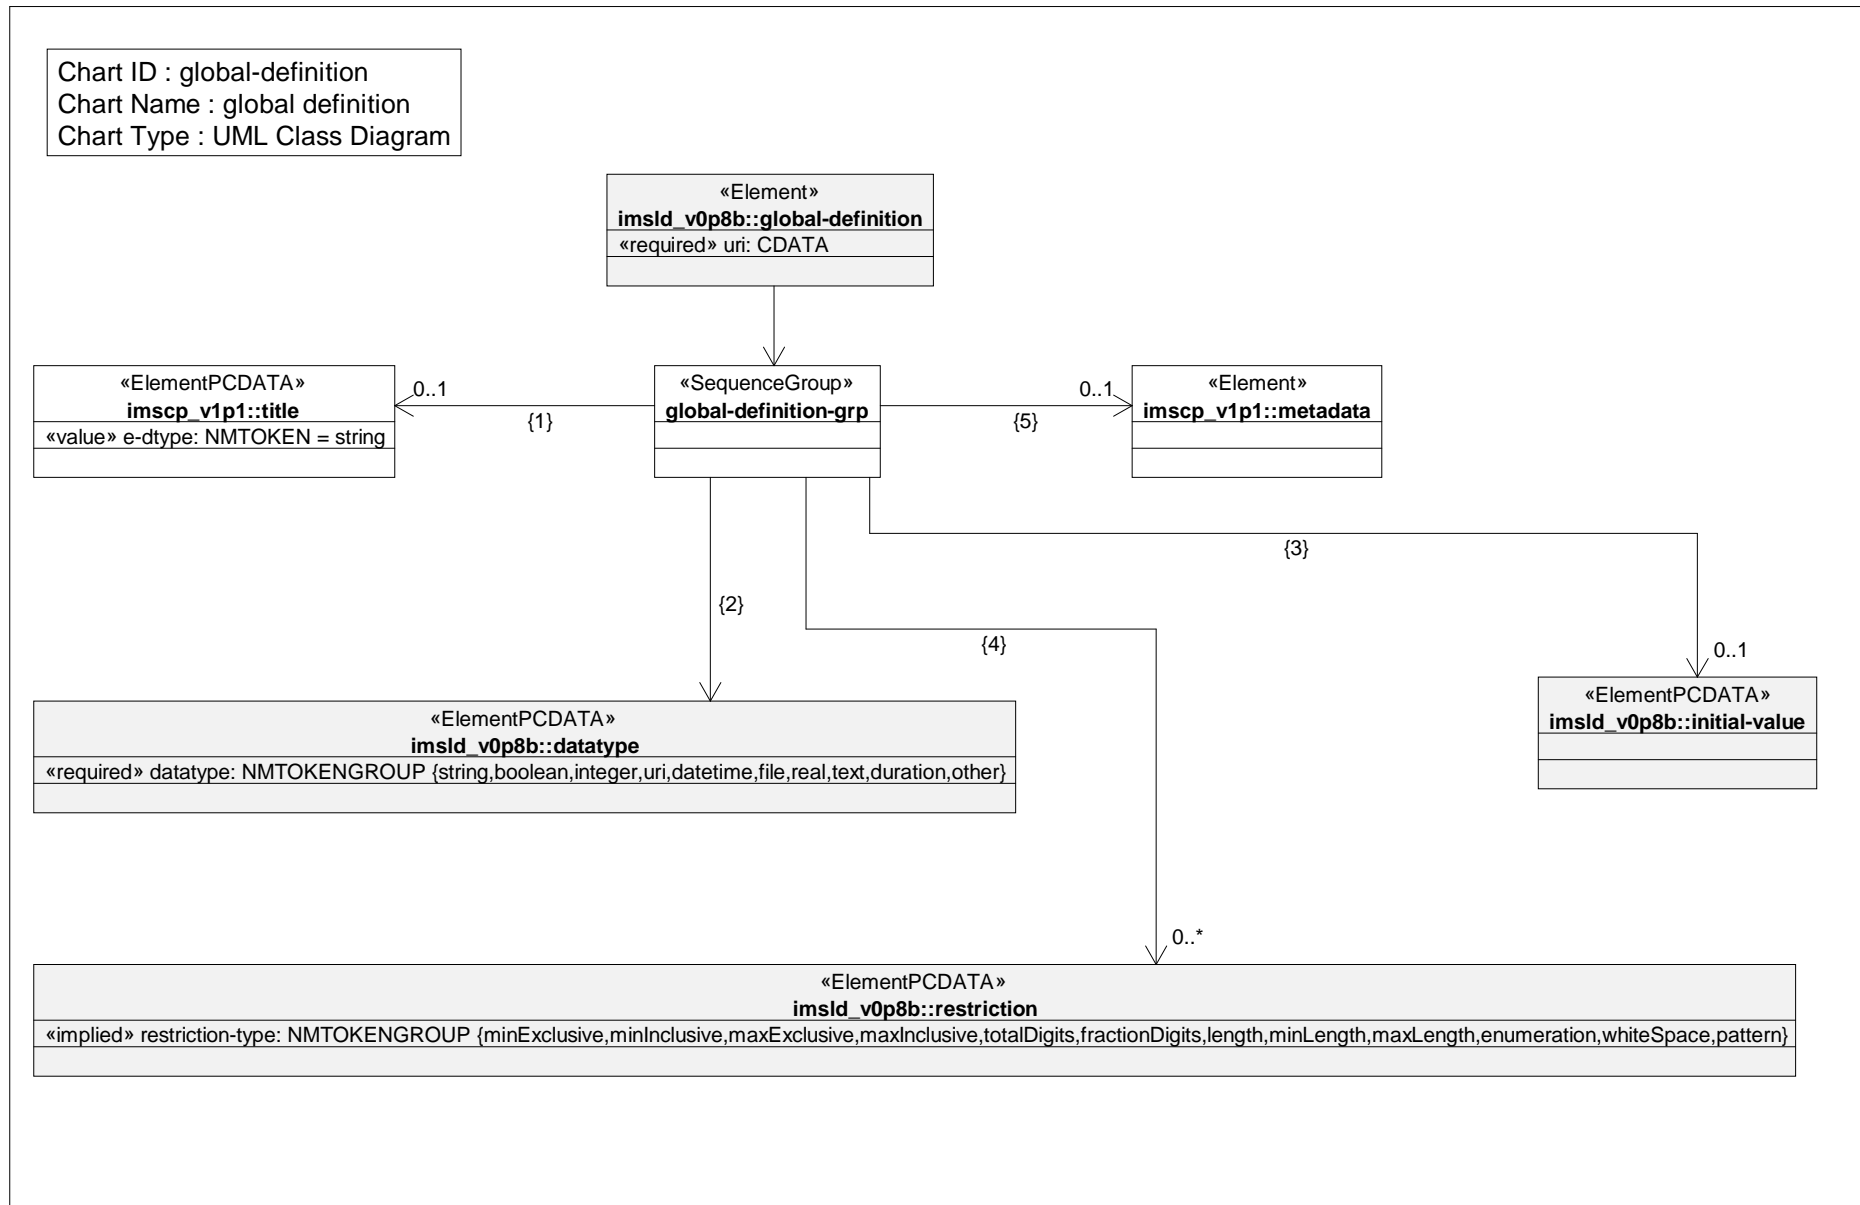 Chart ID : global-definition
Chart Name : global definition
Chart Type : UML Class Diagram
«Element»
imsld_v0p8b::global-definition
«required» uri: CDATA
«ElementPCDATA»
imscp_v1p1::title
«value» e-dtype: NMTOKEN = string
0..1
{1}
«SequenceGroup»
global-definition-grp
0..1
{5}
«Element»
imscp_v1p1::metadata
{3}
{2}
{4}
0..1
«ElementPCDATA»
imsld_v0p8b::initial-value
«ElementPCDATA»
imsld_v0p8b::datatype
«required» datatype: NMTOKENGROUP {string,boolean,integer,uri,datetime,file,real,text,duration,other}
0..*
«ElementPCDATA»
imsld_v0p8b::restriction
«implied» restriction-type: NMTOKENGROUP {minExclusive,minInclusive,maxExclusive,maxInclusive,totalDigits,fractionDigits,length,minLength,maxLength,enumeration,whiteSpace,pattern}